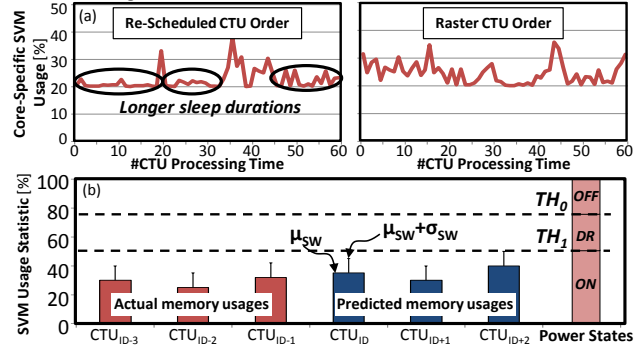 (a)
Re-Scheduled CTU Order
Raster CTU Order
Core-Specific SVM
Usage [%]
50
40
30
20
10
0
Longer sleep durations
0 10 20 30 40 50 60
#CTU Processing Time
0 10 20 30 40 50 60
#CTU Processing Time
(b)
SVM Usage Statistic [%]
100
80
60
40
20
0
TH0
TH1
OFF
DR
ON
μSW
μSW+σSW
Actual memory usages
Predicted memory usages
CTUID-3 CTUID-2 CTUID-1 CTUID CTUID+1 CTUID+2 Power States